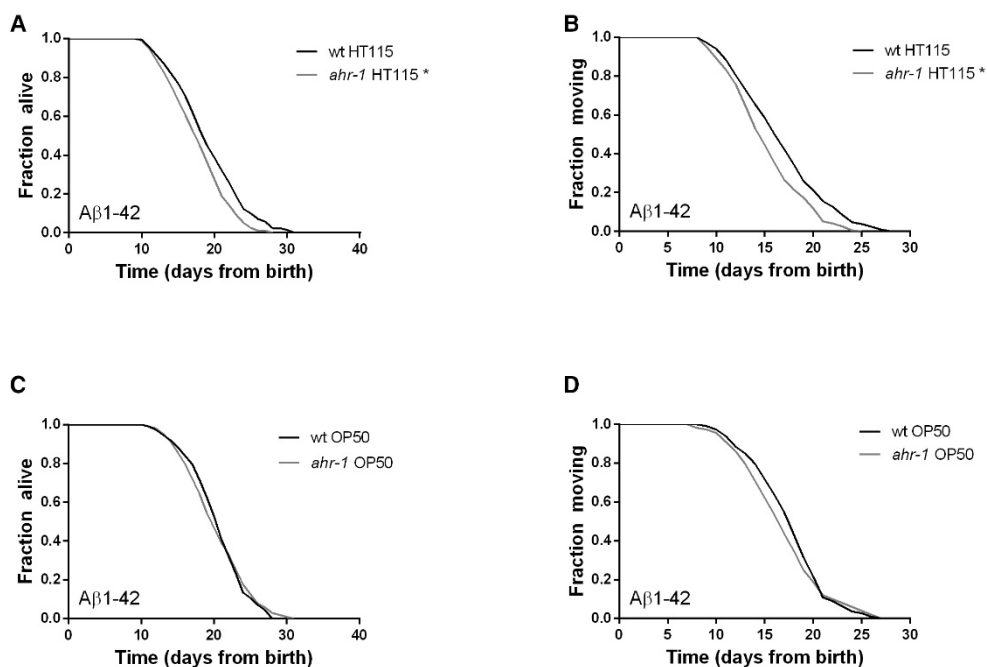 A
wt HT115
ahr-1 HT115 *
Fraction alive
1.0
0.8
0.6
0.4
0.2
0.0
Aβ1-42
0 10 20 30 40
Time (days from birth)
B
wt HT115
ahr-1 HT115 *
Fraction moving
1.0
0.8
0.6
0.4
0.2
0.0
Aβ1-42
0 5 10 15 20 25 30
Time (days from birth)
C
wt OP50
ahr-1 OP50
Fraction alive
1.0
0.8
0.6
0.4
0.2
0.0
Aβ1-42
0 10 20 30 40
Time (days from birth)
D
wt OP50
ahr-1 OP50
Fraction moving
1.0
0.8
0.6
0.4
0.2
0.0
Aβ1-42
0 5 10 15 20 25 30
Time (days from birth)